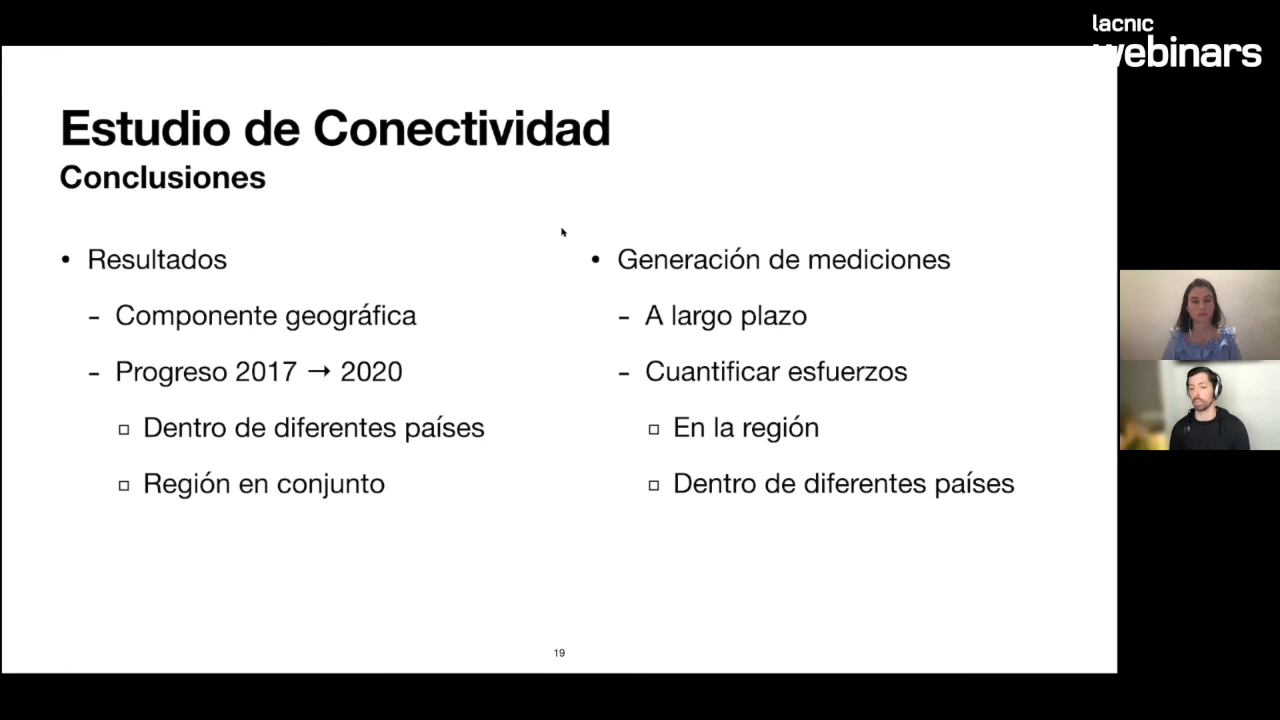 lacnic
webinars
Estudio de Conectividad
Conclusiones
• Resultados
- Componente geográfica
- Progreso 2017 → 2020
▫ Dentro de diferentes países
▫ Región en conjunto
• Generación de mediciones
- A largo plazo
- Cuantificar esfuerzos
▫ En la región
▫ Dentro de diferentes países
19